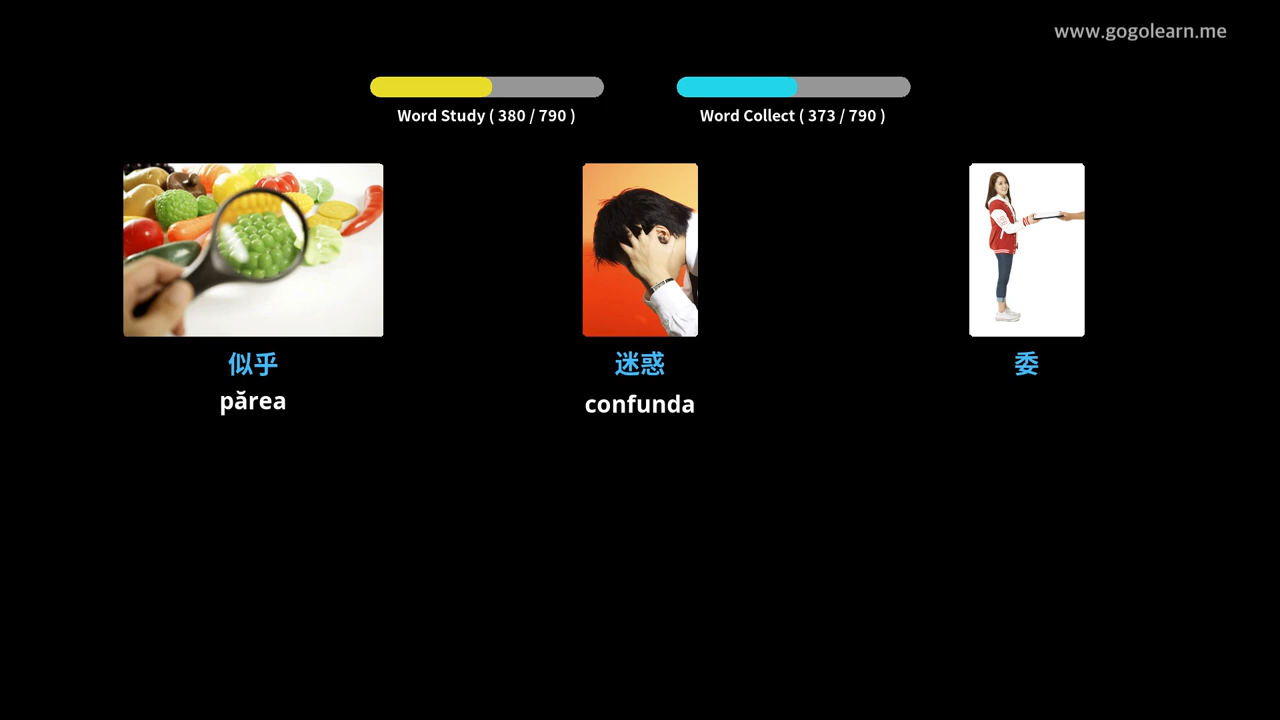 www.gogolearn.me
Word Study ( 380 / 790 )
Word Collect ( 373 / 790 )
似乎
părea
迷惑
confunda
委